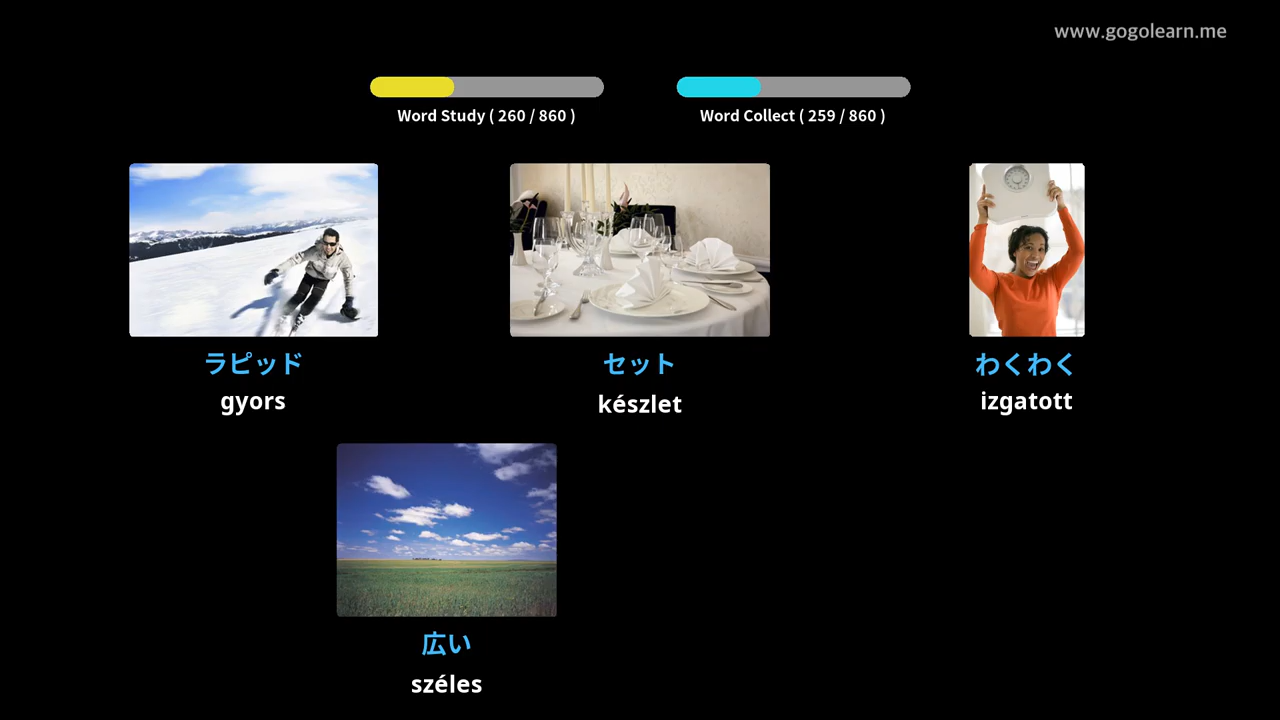 www.gogolearn.me
Word Study ( 260 / 860 )
Word Collect ( 259 / 860 )
ラピッド
gyors
セット
készlet
わくわく
izgatott
広い
széles